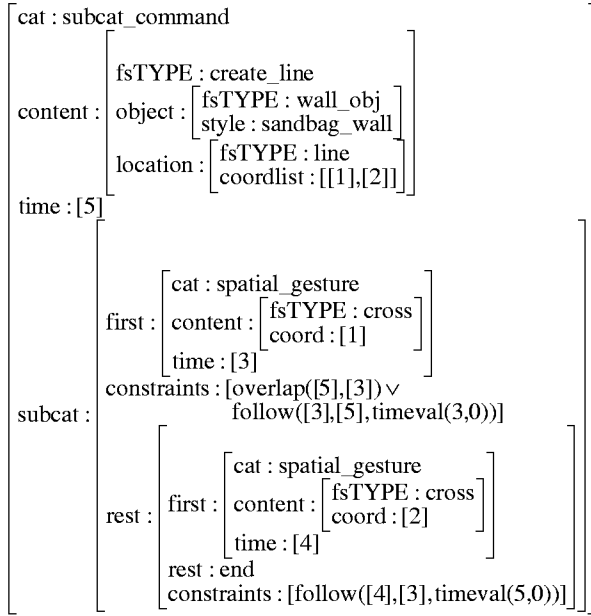 cat : subcat_command
fsTYPE : create_line
content : object : fsTYPE : wall_obj
style : sandbag_wall
location : fsTYPE : line
coordlist : [[1],[2]]
time : [5]
cat : spatial_gesture
first : content : fsTYPE : cross
coord : [1]
time : [3]
constraints : [overlap([5],[3]) ∨
subcat : follow([3],[5],timeval(3,0))]
cat : spatial_gesture
first : content : fsTYPE : cross
coord : [2]
rest : time : [4]
rest : end
constraints : [follow([4],[3],timeval(5,0))]